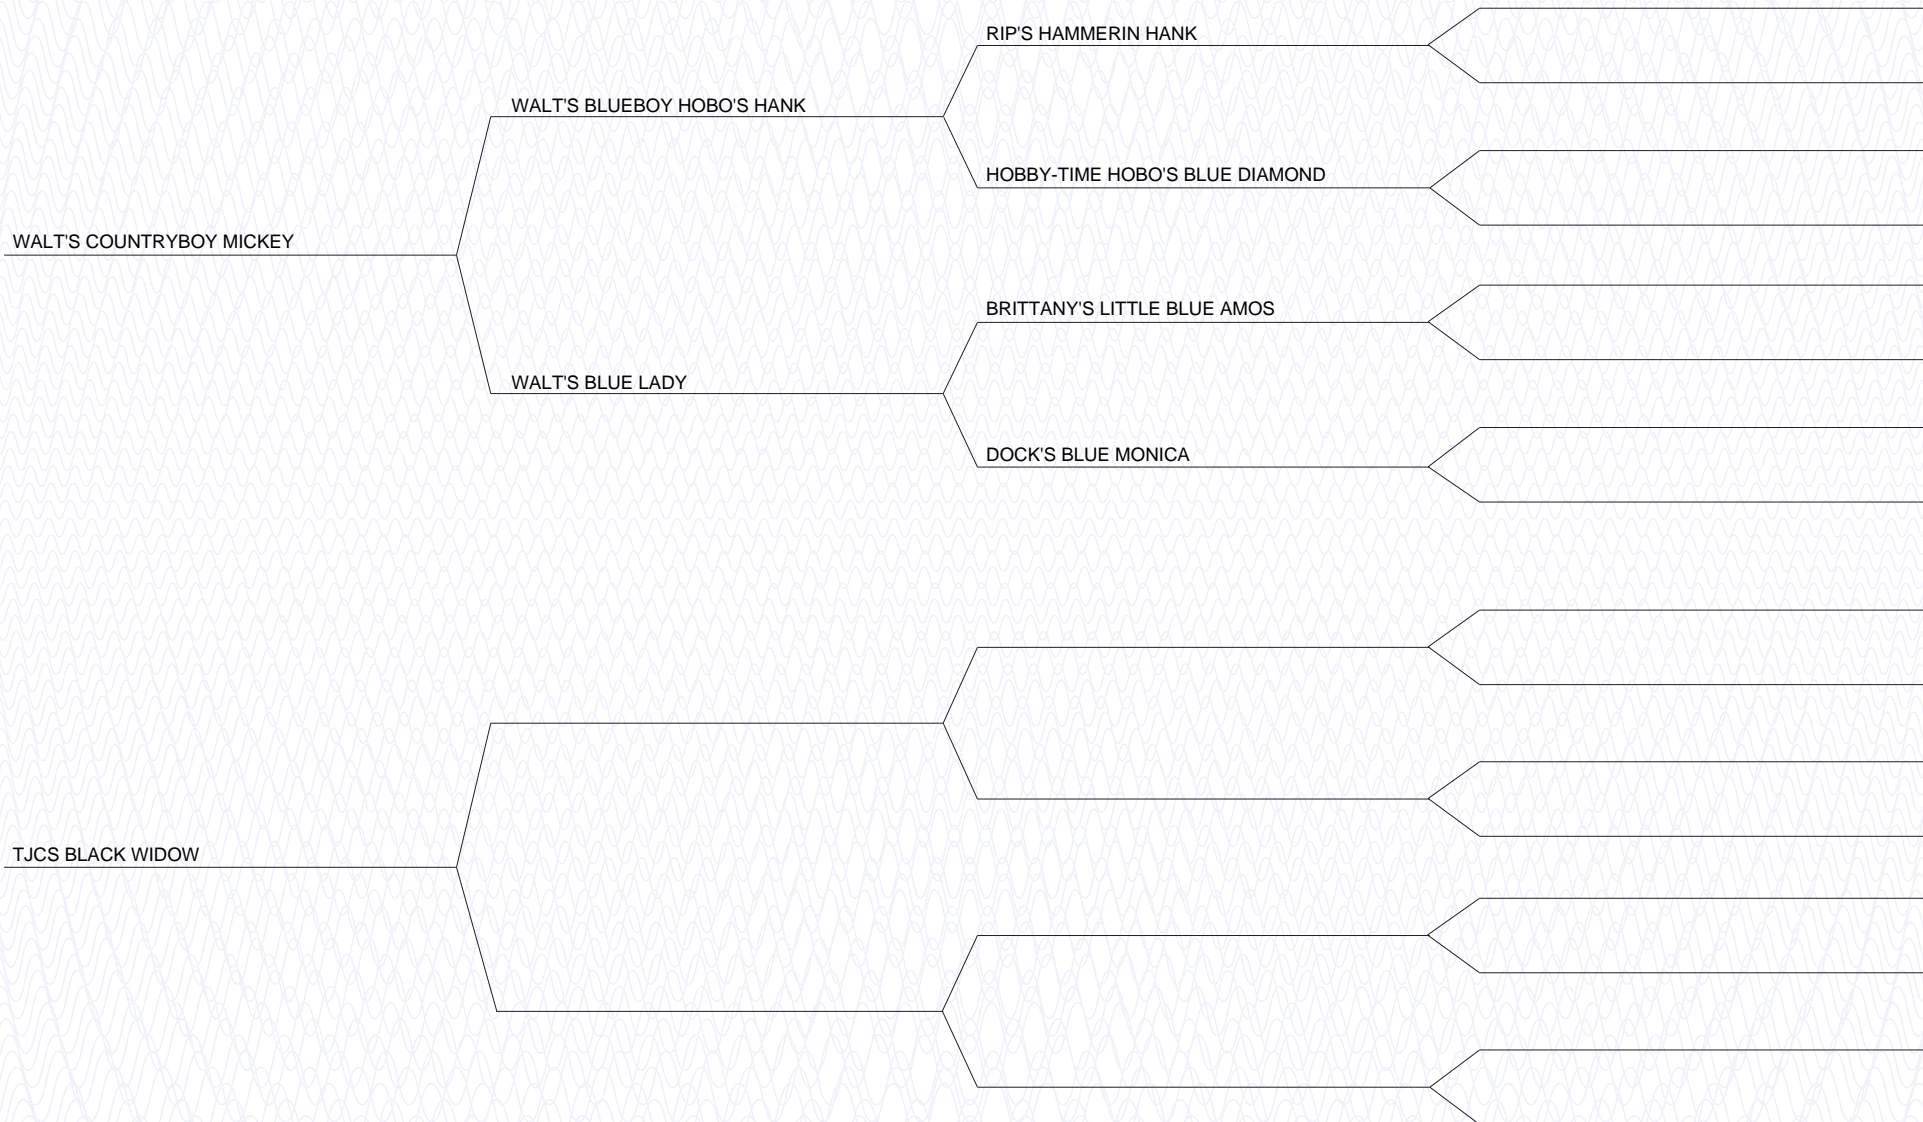 RIP'S HAMMERIN HANK
WALT'S BLUEBOY HOBO'S HANK
HOBBY-TIME HOBO'S BLUE DIAMOND
WALT'S COUNTRYBOY MICKEY
BRITTANY'S LITTLE BLUE AMOS
WALT'S BLUE LADY
DOCK'S BLUE MONICA
TJCS BLACK WIDOW